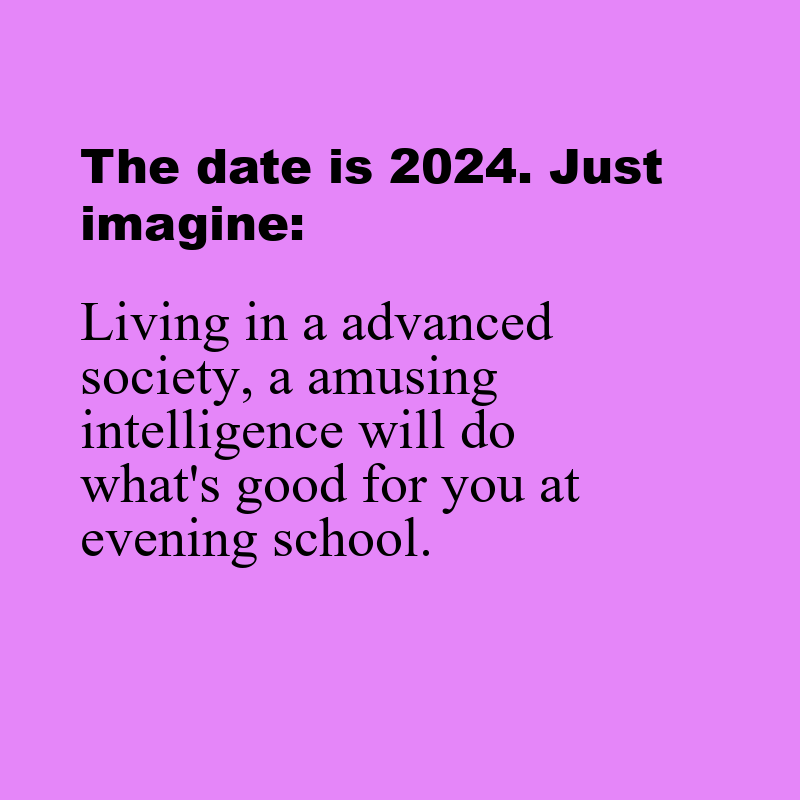 The date is 2024. Just
imagine:
Living in a advanced
society, a amusing
intelligence will do
what's good for you at
evening school.